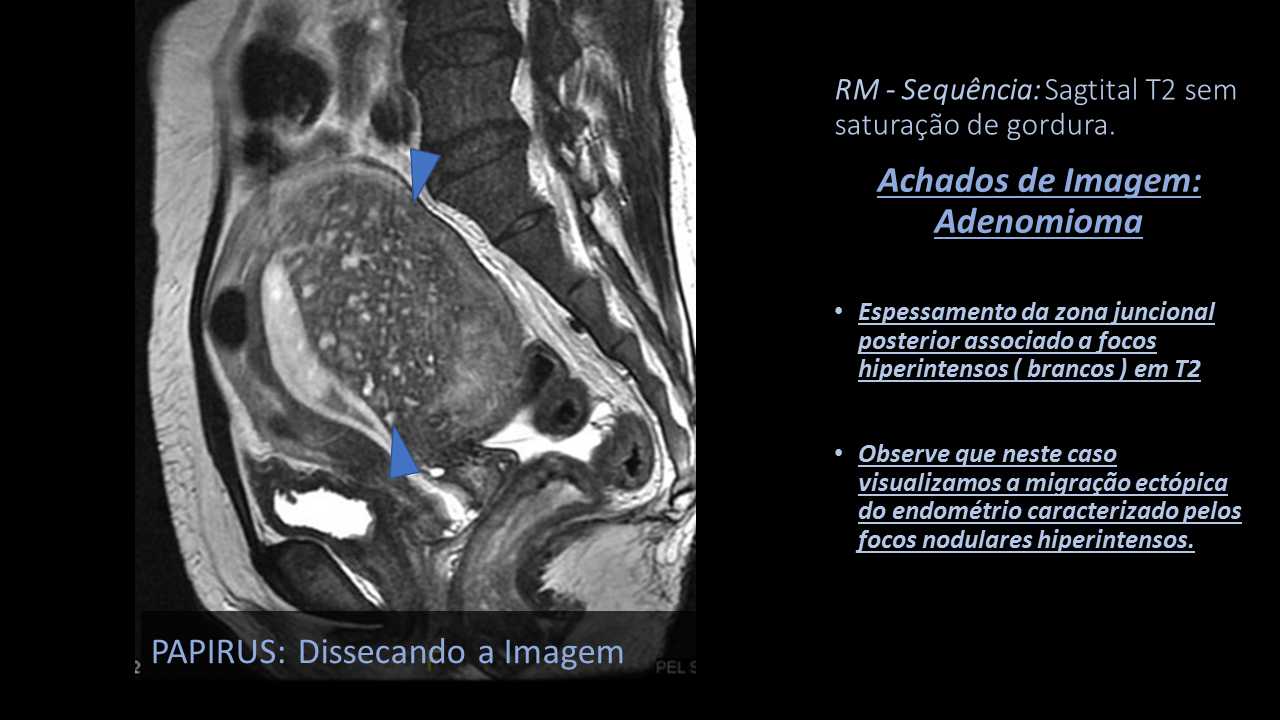 RM - Sequência: Sagtital T2 sem
saturação de gordura.
Achados de Imagem:
Adenomioma
• Espessamento da zona juncional
posterior associado a focos
hiperintensos ( brancos ) em T2
• Observe que neste caso
visualizamos a migração ectópica
do endométrio caracterizado pelos
focos nodulares hiperintensos.
PAPIRUS: Dissecando a Imagem
2
PEL S